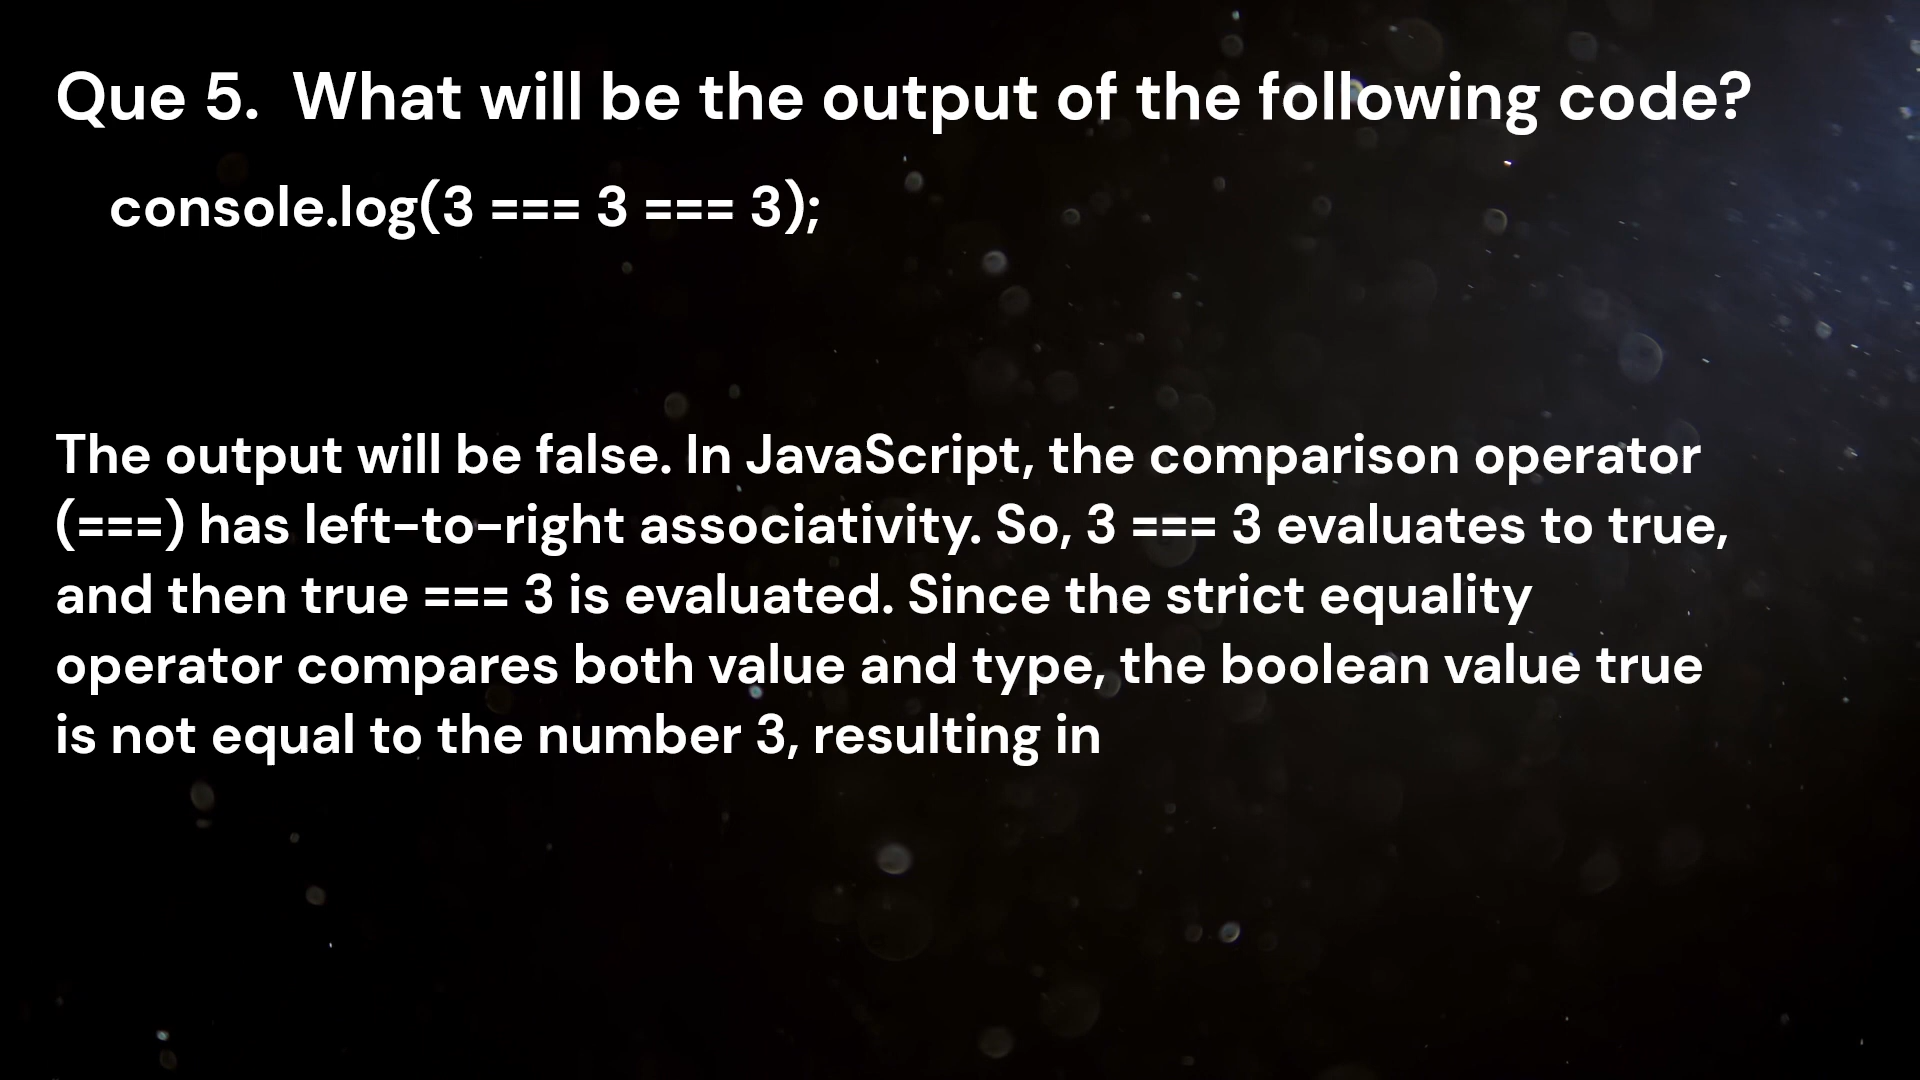 Que 5.  What will be the output of the following code?
console.log(3 === 3 === 3);
The output will be false. In JavaScript, the comparison operator
(===) has left-to-right associativity. So, 3 === 3 evaluates to true,
and then true === 3 is evaluated. Since the strict equality
operator compares both value and type, the boolean value true
is not equal to the number 3, resulting in